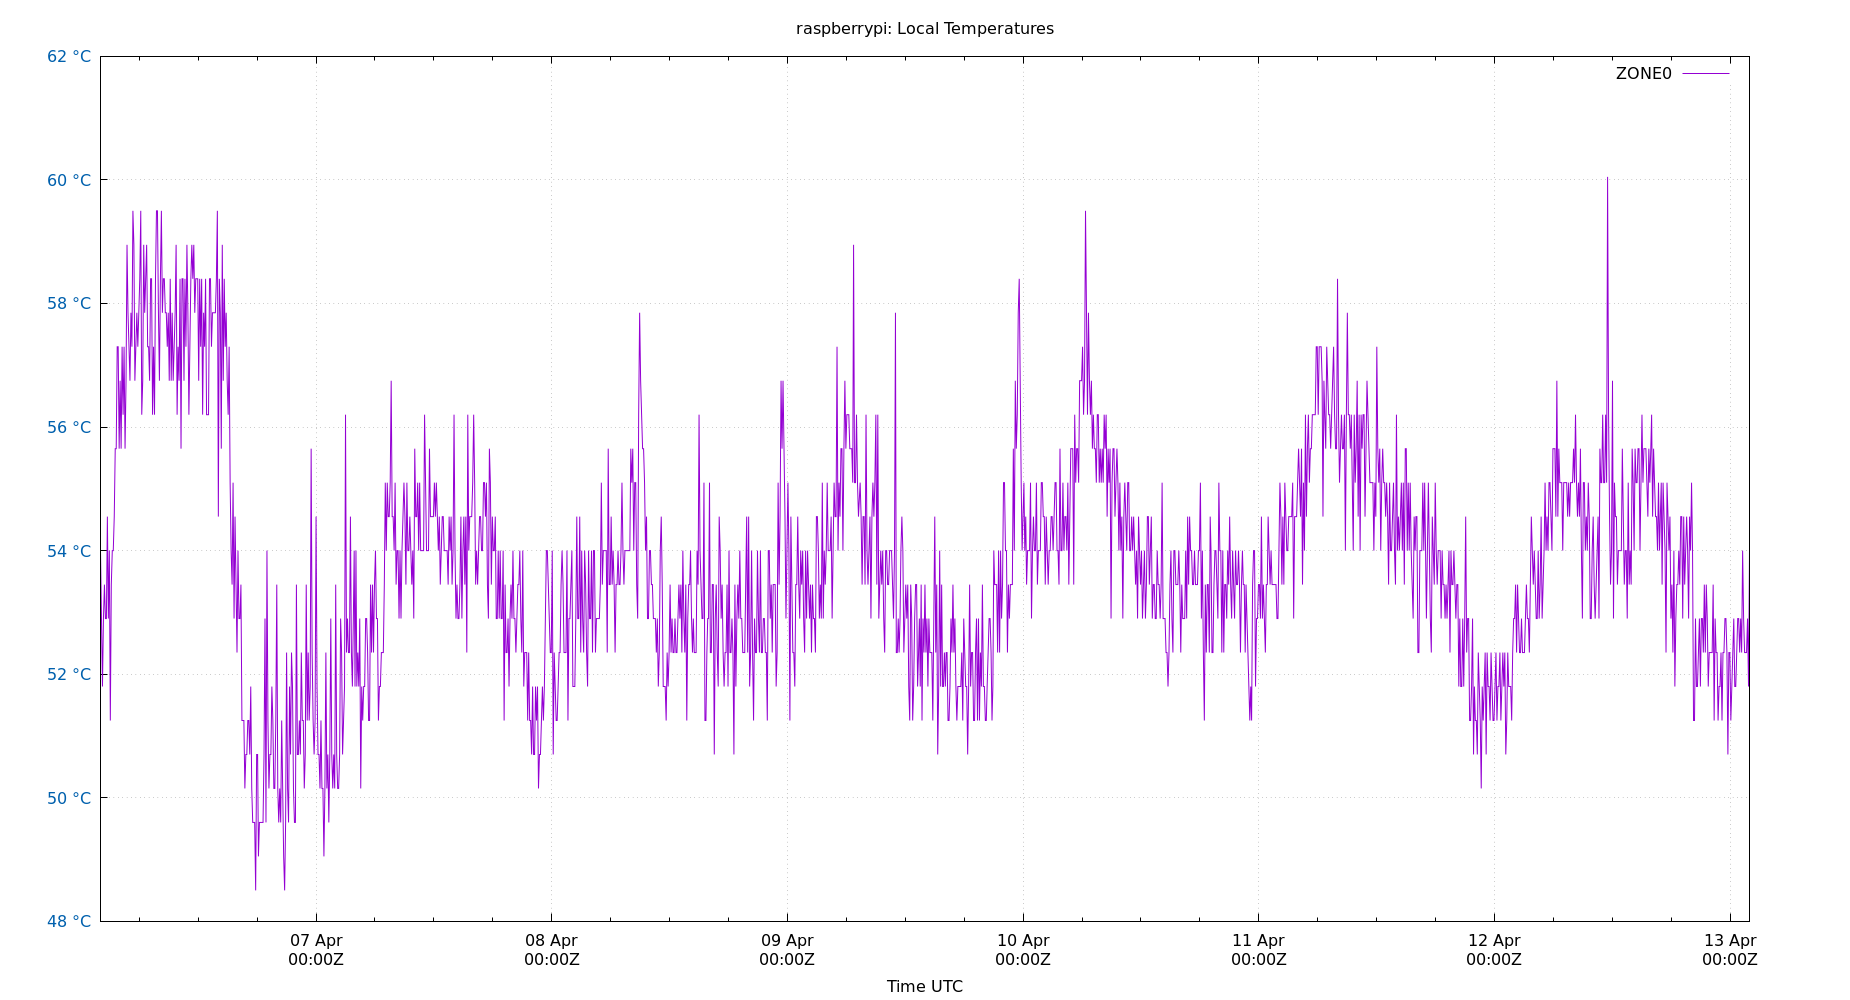 raspberrypi: Local Temperatures
62 °C
ZONE0
60 °C
58 °C
56 °C
54 °C
52 °C
50 °C
48 °C
07 Apr 08 Apr 09 Apr 10 Apr 11 Apr 12 Apr 13 Apr
00:00Z 00:00Z 00:00Z 00:00Z 00:00Z 00:00Z 00:00Z
Time UTC